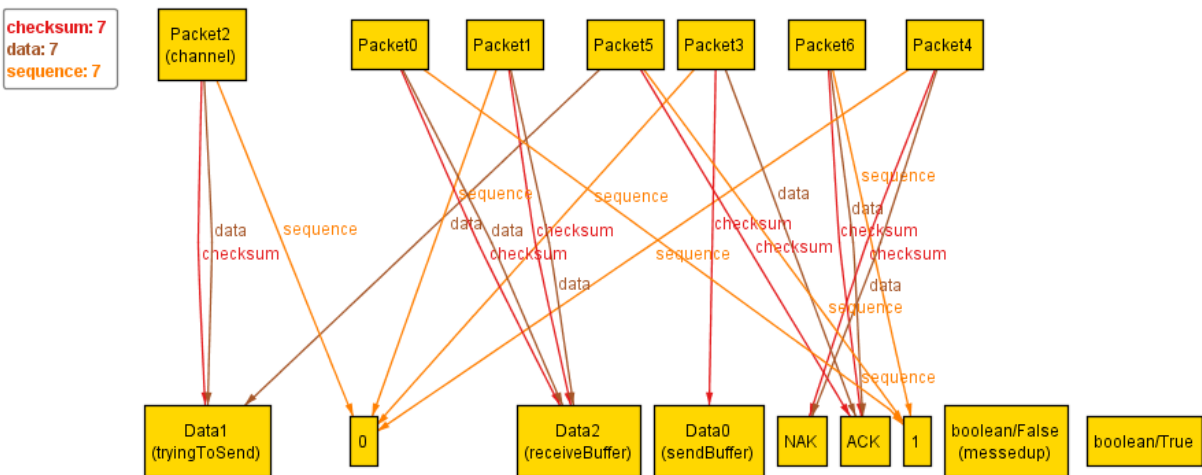 checksum: 7
data: 7
sequence: 7
Packet2
(channel)
Packet0
Packet1
Packet5
Packet3
Packet6
Packet4
sequence
sequence
sequence
data
data
data
data
data
sequence
checksum
checksum
checksum
checksum
checksum
checksum
checksum
sequence
data
data
sequence
sequence
Data1
(tryingToSend)
0
Data2
(receiveBuffer)
Data0
(sendBuffer)
NAK
ACK
1
boolean/False
(messedup)
boolean/True